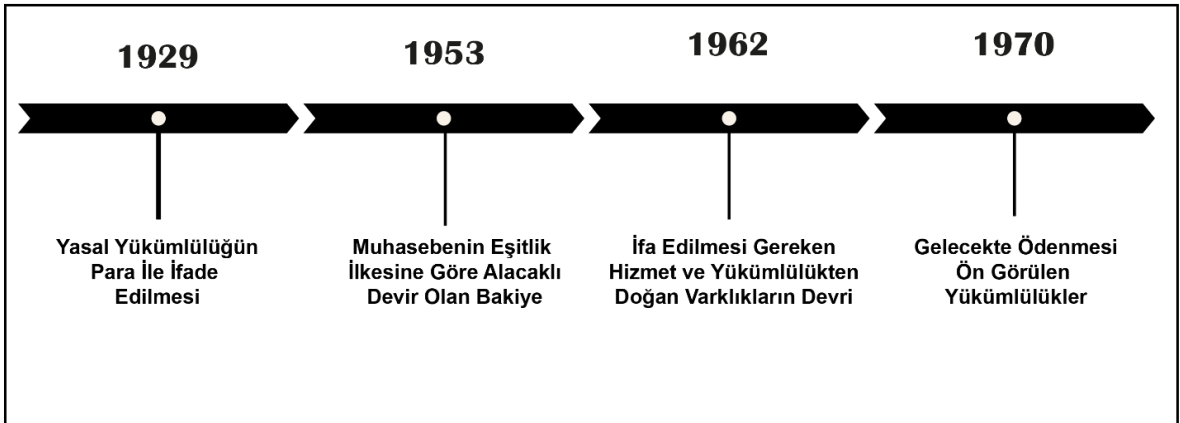 1929
1953
1962
1970
Yasal Yükümlülüğün
Para İle İfade
Edilmesi
Muhasebenin Eşitlik
İlkesine Göre Alacaklı
Devir Olan Bakiye
İfa Edilmesi Gereken
Hizmet ve Yükümlülükten
Doğan Varklıkların Devri
Gelecekte Ödenmesi
Ön Görülen
Yükümlülükler